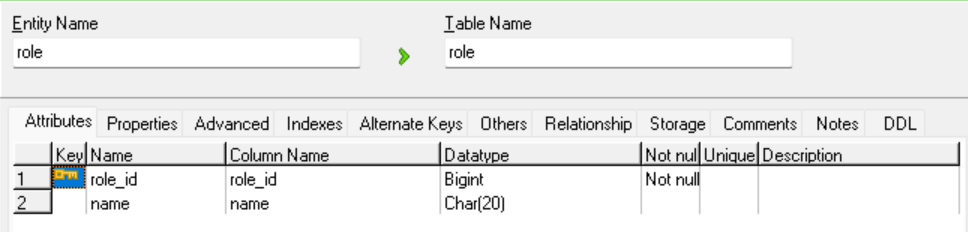 Entity Name Table Name
role role
Attributes Properties Advanced Indexes Alternate Keys Others Relationship Storage Comments Notes DDL
Key Name Column Name Datatype Not nul Unique Description
1 role_id role_id Bigint Not null
2 name name Char(20)